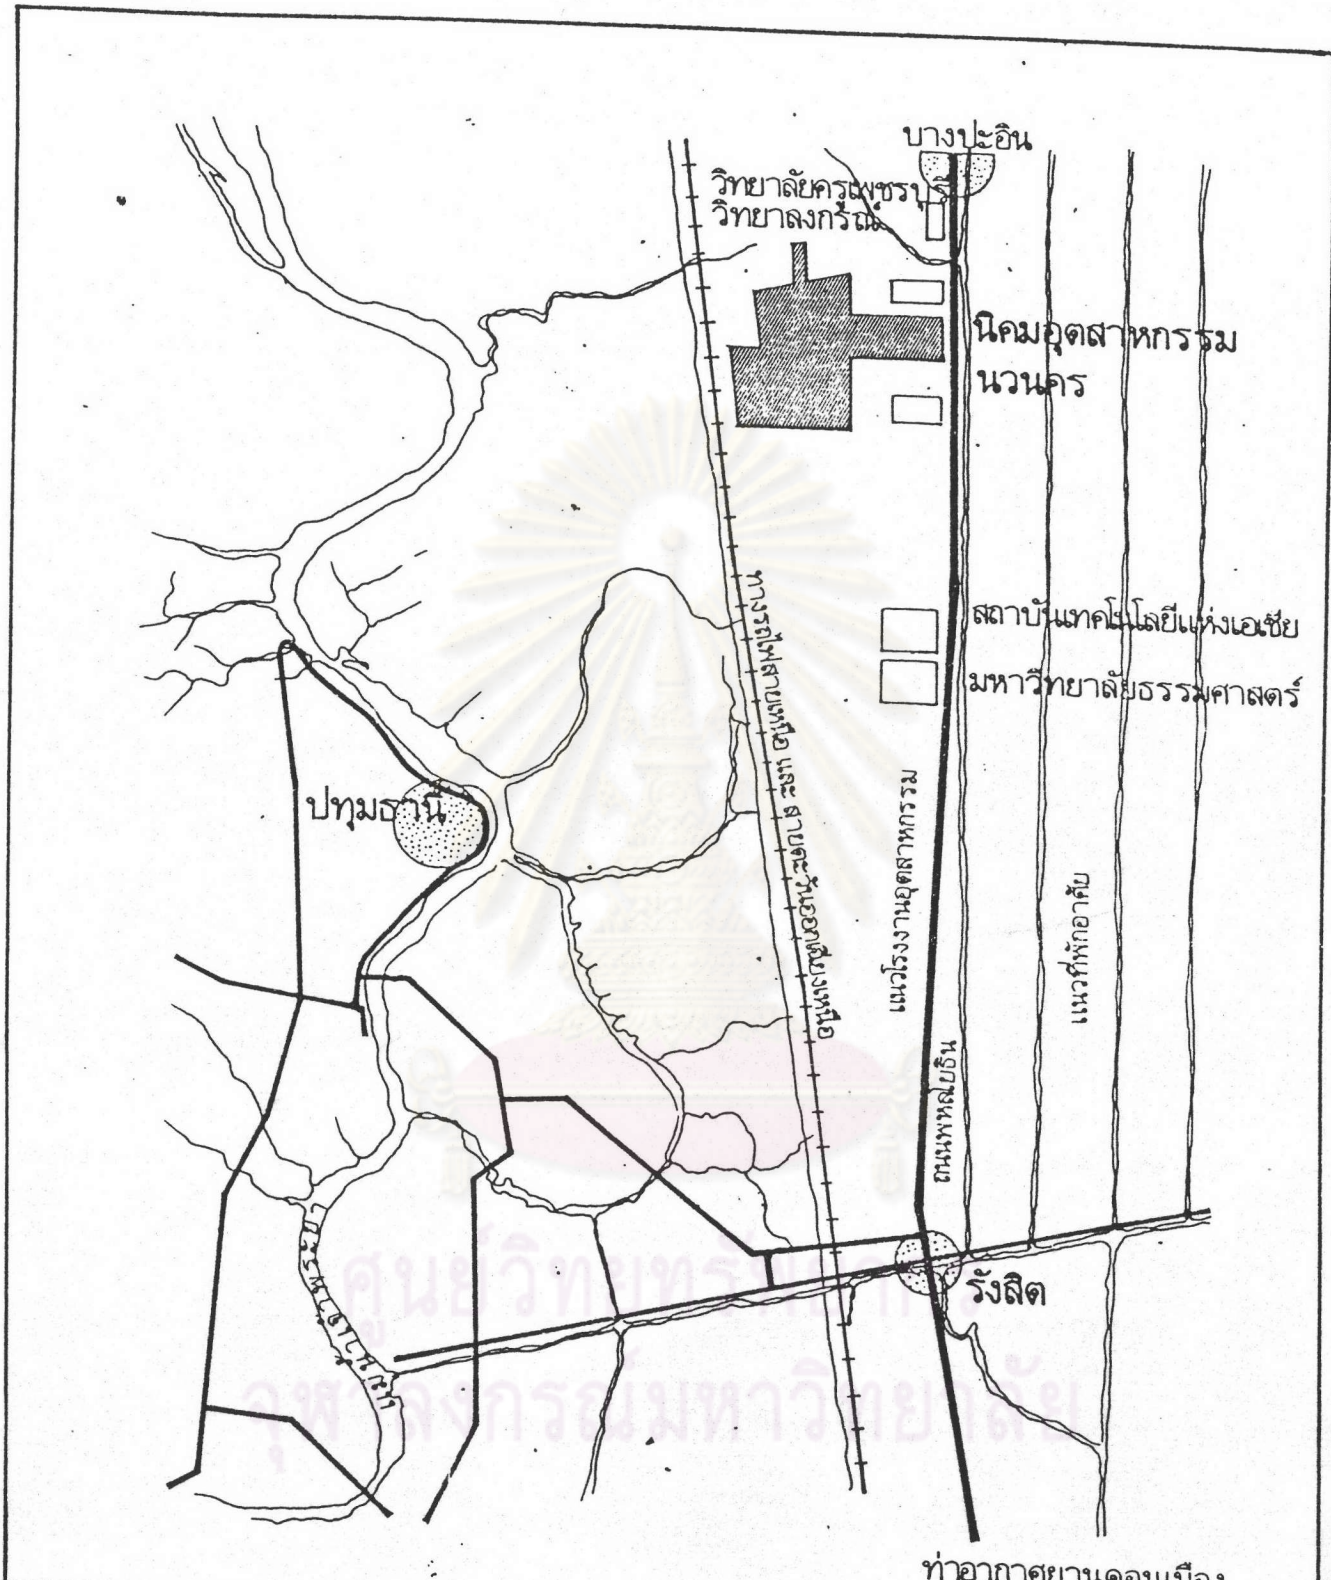 บางปะอิน
วิทยาลัยครูเพชรบุรี
วิทยาลงกรณ์
นิคมอุตสาหกรรม
นวนคร
สถาบันเทคโนโลยีแห่งเอเซีย
มหาวิทยาลัยธรรมศาสตร์
ทางรถไฟสายเหนือ และ สายตะวันออกเฉียงเหนือ
ปทุมธานี
แนวโรงงานอุตสาหกรรม
แนวที่พักอาศัย
ถนนพหลโยธิน
แม่น้ำเจ้าพระยา
รังสิต
ศูนย์วิทยทรัพยากร
จุฬาลงกรณ์มหาวิทยาลัย
ท่าอากาศยานดอนเมือง